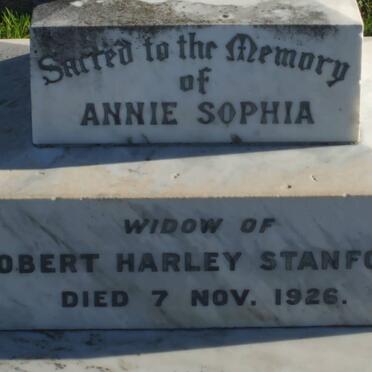 Sacred to the Memory
of
ANNIE SOPHIA
WIDOW OF
OBERT HARLEY STANFO
DIED 7 NOV. 1926.